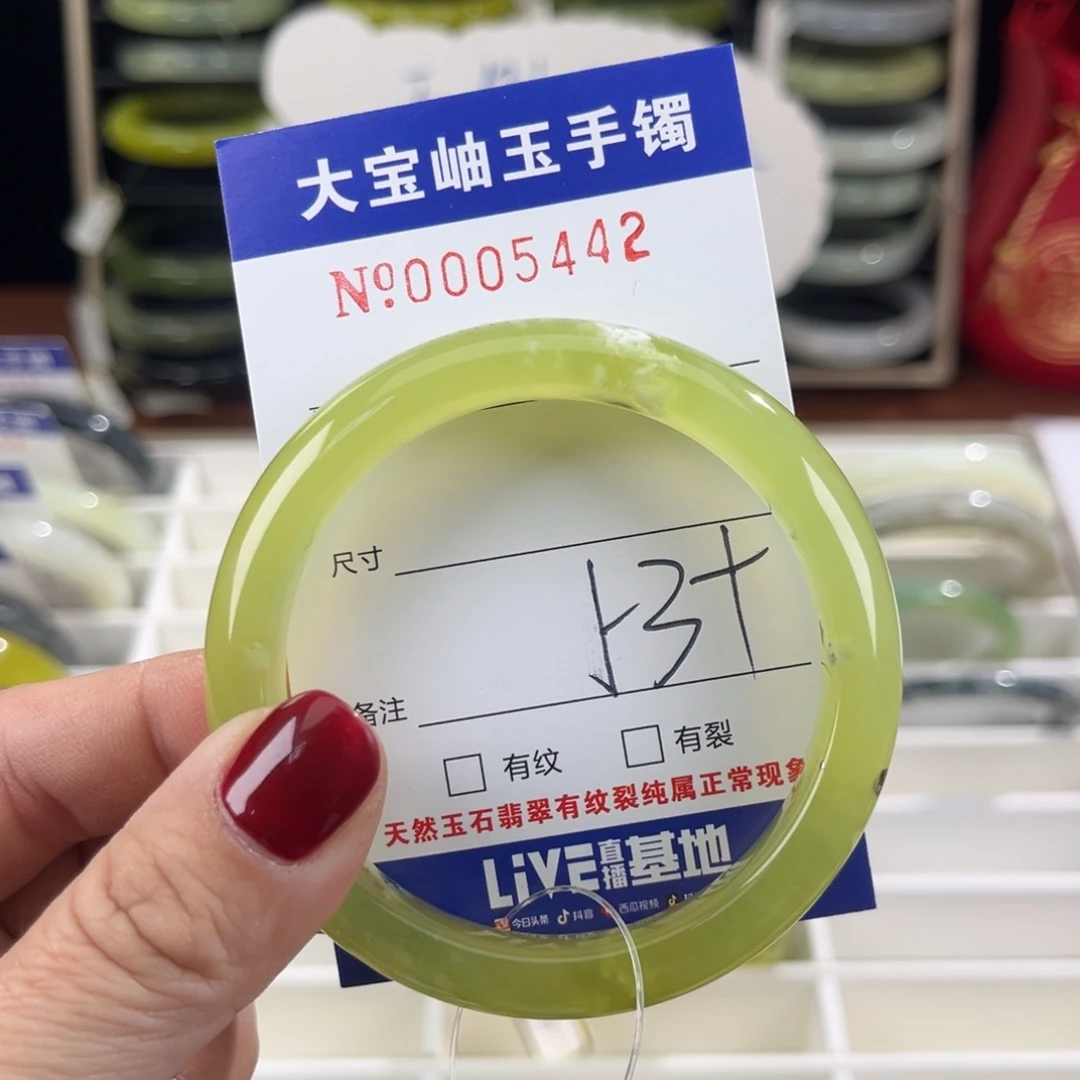 大宝岫玉手镯
Nº:0005442
尺寸
备注
有纹 有裂
天然玉石翡翠有纹裂纯属正常现象
LiVE直播基地
今日头条 抖音 西瓜视频